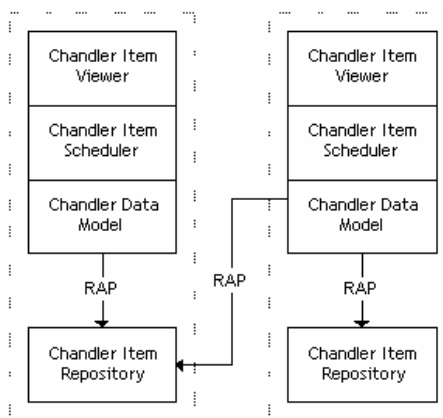 Chandler Item
Viewer
Chandler Item
Scheduler
Chandler Data
Model
RAP
Chandler Item
Repository
RAP
Chandler Item
Viewer
Chandler Item
Scheduler
Chandler Data
Model
RAP
Chandler Item
Repository